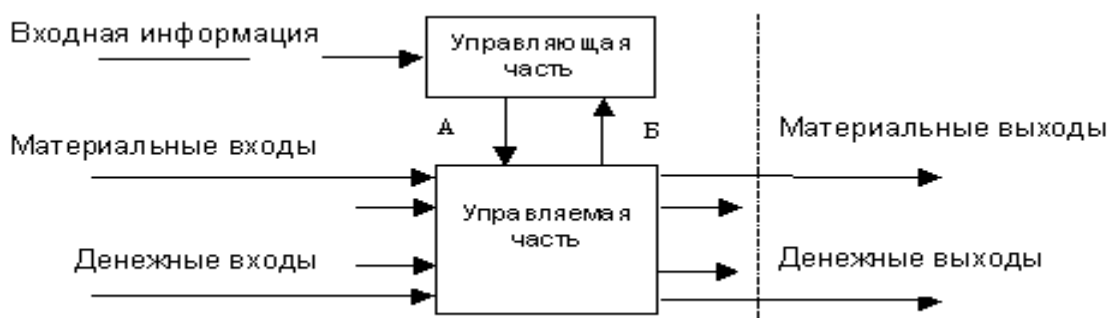 Входная информация
Управляющая
часть
А
Б
Материальные входы
Материальные выходы
Управляемая
часть
Денежные входы
Денежные выходы